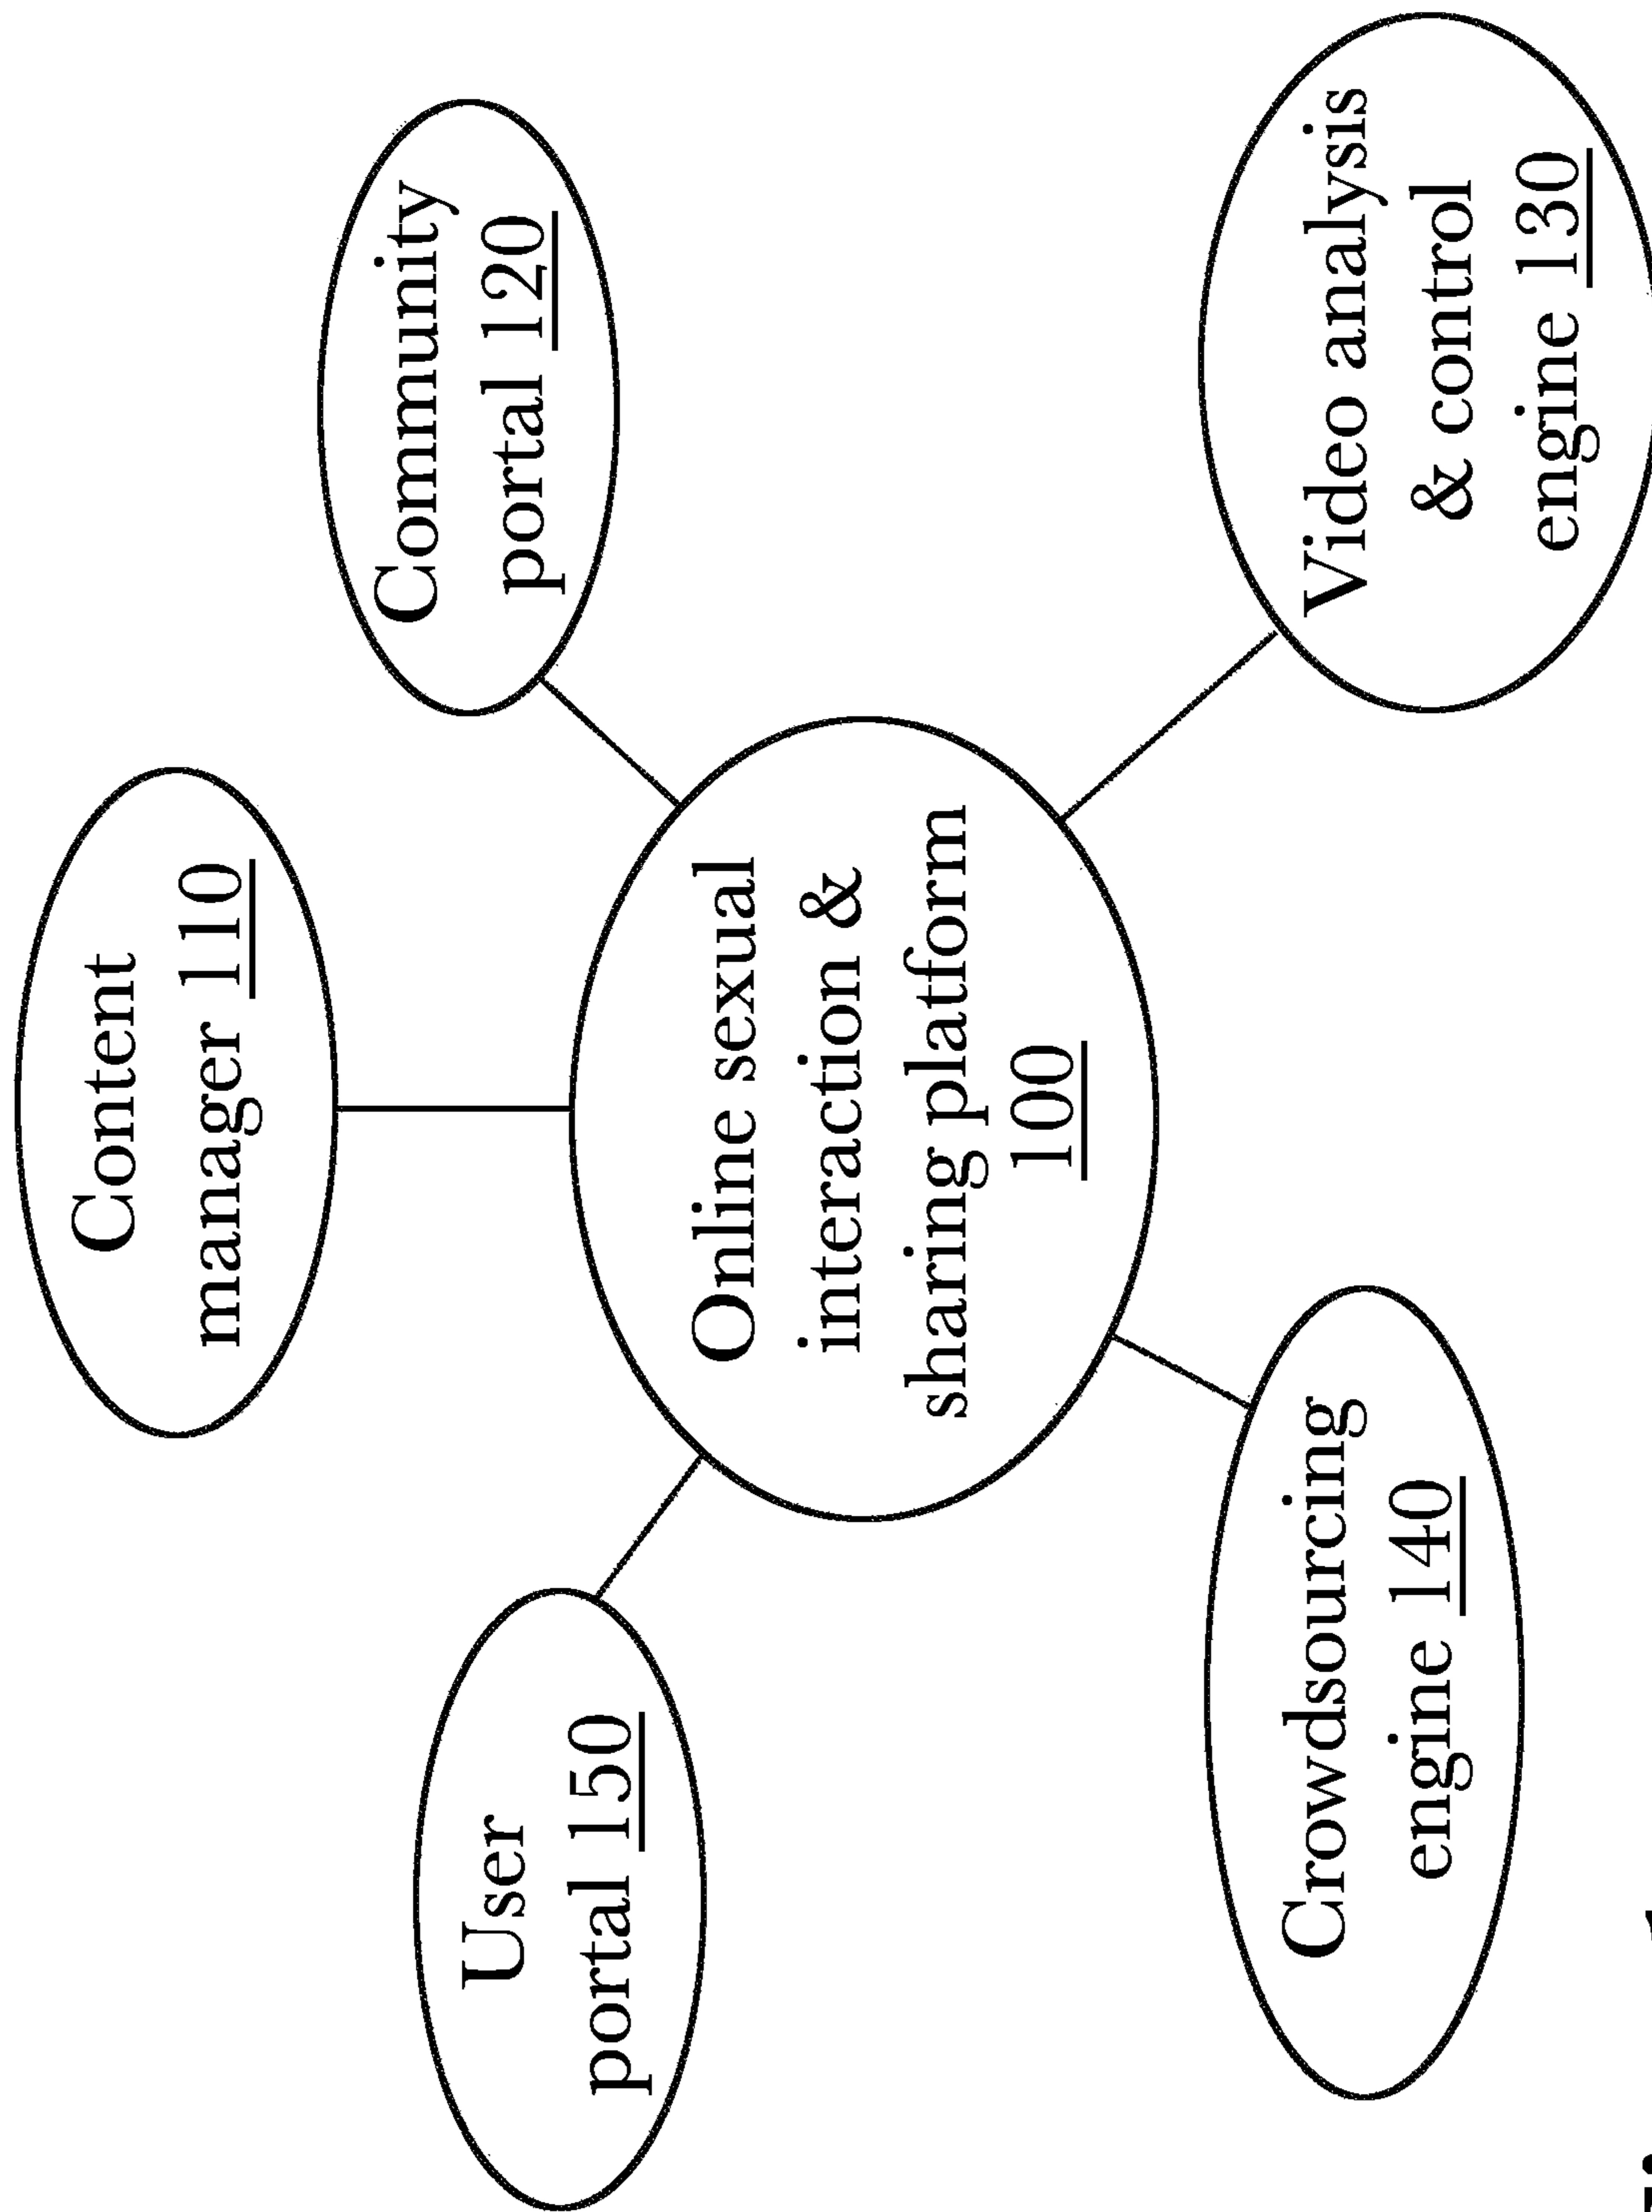 Content
manager 110
User
portal 150
Community
portal 120
Online sexual
interaction &
sharing platform
100
Crowdsourcing
engine 140
Video analysis
& control
engine 130